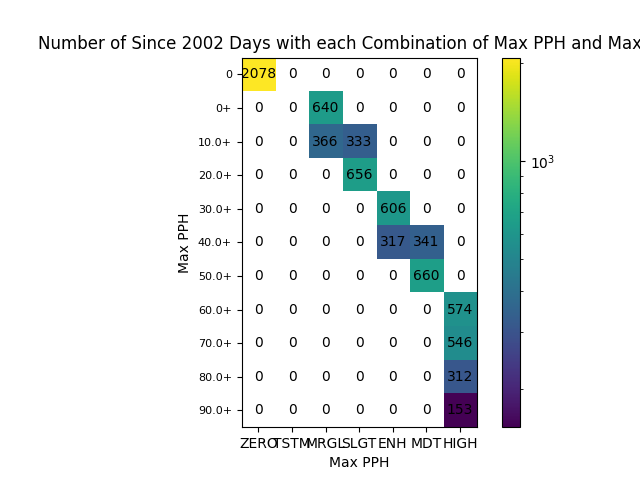 Number of Since 2002 Days with each Combination of Max PPH and Max
0 2078 0 0 0 0 0 0
0+ 0 0 640 0 0 0 0
10.0+ 0 0 366 333 0 0 0
20.0+ 0 0 0 656 0 0 0
30.0+ 0 0 0 0 606 0 0
40.0+ 0 0 0 0 317 341 0
50.0+ 0 0 0 0 0 660 0
60.0+ 0 0 0 0 0 0 574
70.0+ 0 0 0 0 0 0 546
80.0+ 0 0 0 0 0 0 312
90.0+ 0 0 0 0 0 0 153
ZERO TSTM MRGL SLGT ENH MDT HIGH
Max PPH
Max PPH
10³